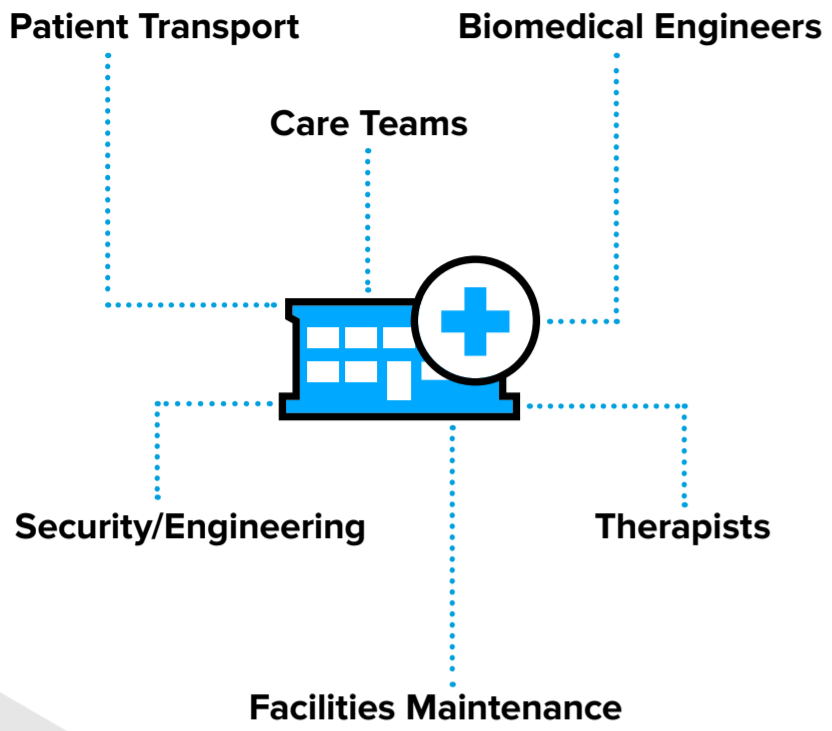 Patient Transport
Biomedical Engineers
Care Teams
Security/Engineering
Therapists
Facilities Maintenance